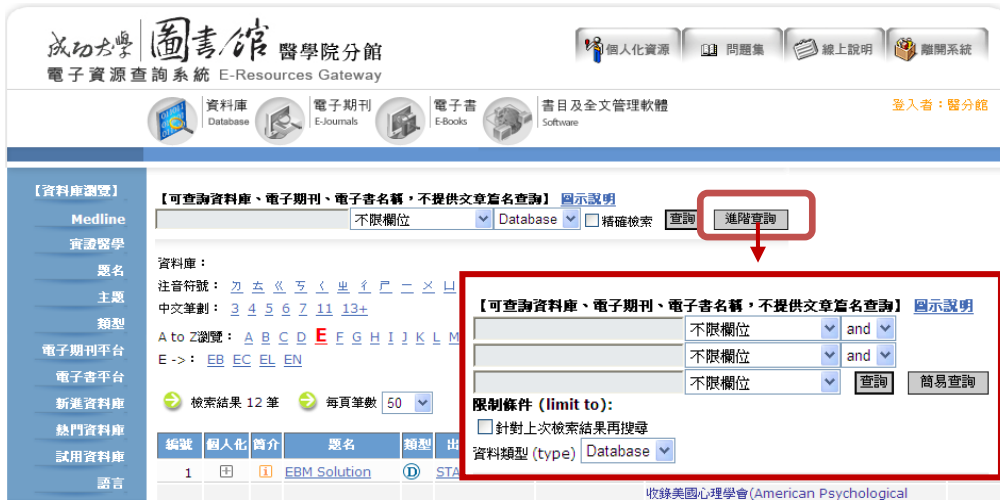 成功大學 圖書館 醫學院分館
電子資源查詢系統 E-Resources Gateway
個人化資源 問題集 線上說明 離開系統
資料庫 電子期刊 電子書 書目及全文管理軟體
Database E-Journals E-Books Software
登入者：醫分館
【資料庫瀏覽】
Medline
實證醫學
題名
主題
類型
電子期刊平台
電子書平台
新進資料庫
熱門資料庫
試用資料庫
語言
【可查詢資料庫、電子期刊、電子書名稱，不提供文章篇名查詢】 圖示說明
不限欄位 Database 精確檢索 查詢 進階查詢
資料庫：
注音符號： ㄉ ㄊ ㄍ ㄎ ㄑ ㄓ ㄔ ㄕ ㄧ ㄨ ㄩ
中文筆劃： 3 4 5 6 7 11 13+
A to Z瀏覽： A B C D E F G H I J K L M
E ->： EB EC EL EN
檢索結果 12 筆 每頁筆數 50
編號 個人化 簡介 題名 類型 出
1 EBM Solution D STA
收錄美國心理學會(American Psychological
【可查詢資料庫、電子期刊、電子書名稱，不提供文章篇名查詢】 圖示說明
不限欄位 and
不限欄位 and
不限欄位 查詢 簡易查詢
限制條件 (limit to):
針對上次檢索結果再搜尋
資料類型 (type) Database